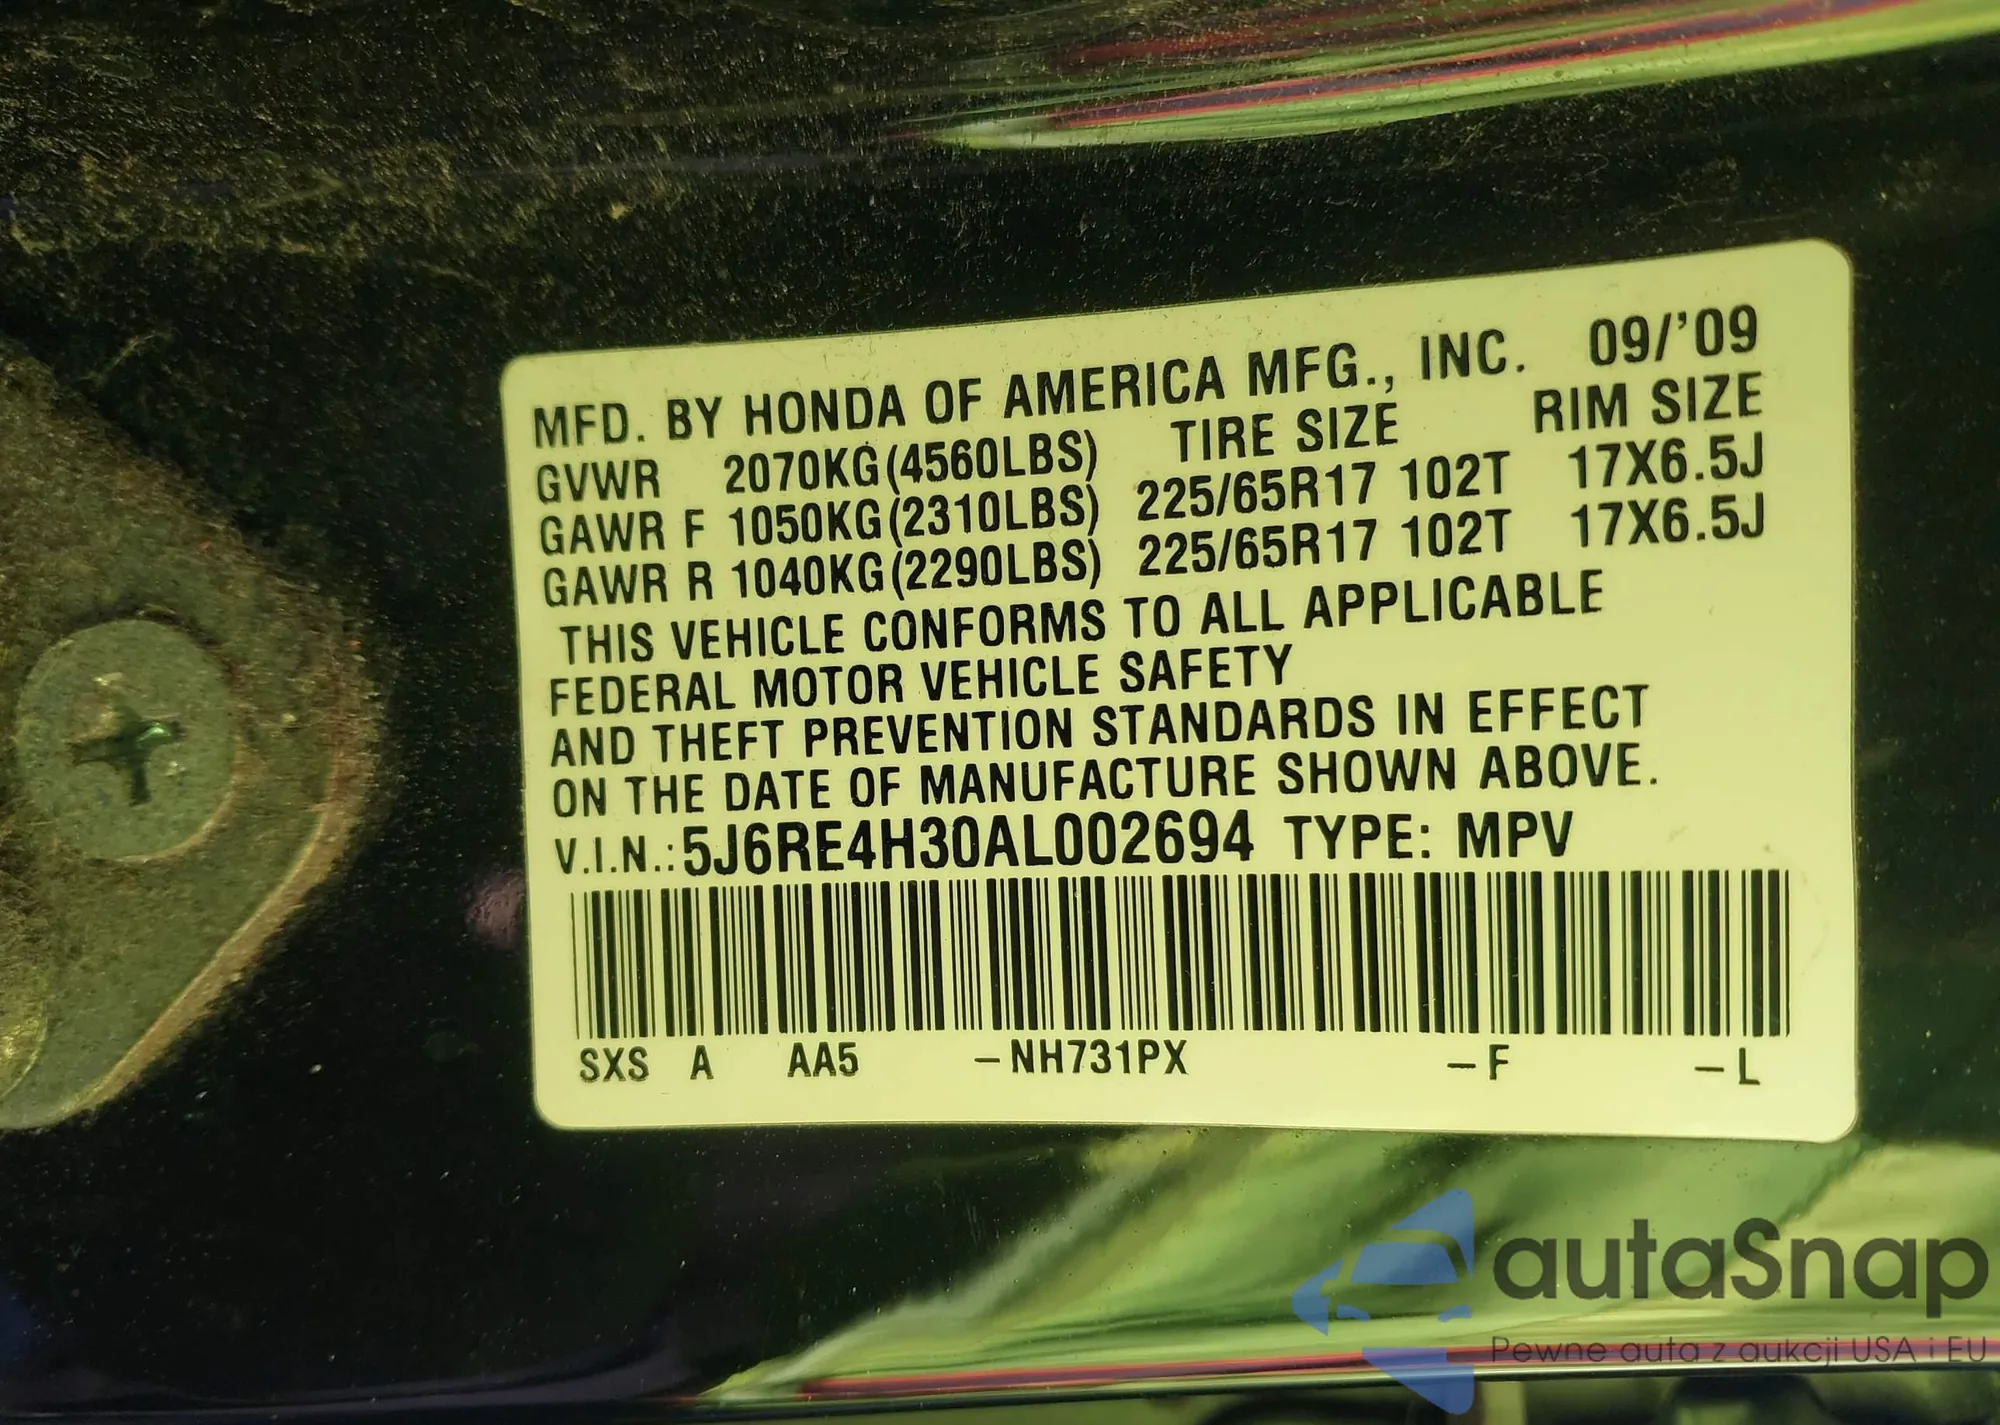 MFD. BY HONDA OF AMERICA MFG., INC. 09/'09
GVWR 2070KG(4560LBS) TIRE SIZE RIM SIZE
GAWR F 1050KG(2310LBS) 225/65R17 102T 17X6.5J
GAWR R 1040KG(2290LBS) 225/65R17 102T 17X6.5J
THIS VEHICLE CONFORMS TO ALL APPLICABLE
FEDERAL MOTOR VEHICLE SAFETY
AND THEFT PREVENTION STANDARDS IN EFFECT
ON THE DATE OF MANUFACTURE SHOWN ABOVE.
V.I.N.: 5J6RE4H30AL002694 TYPE: MPV
SXS A AA5 -NH731PX -F -L
autaSnap
Pewne auta z aukcji USA i EU